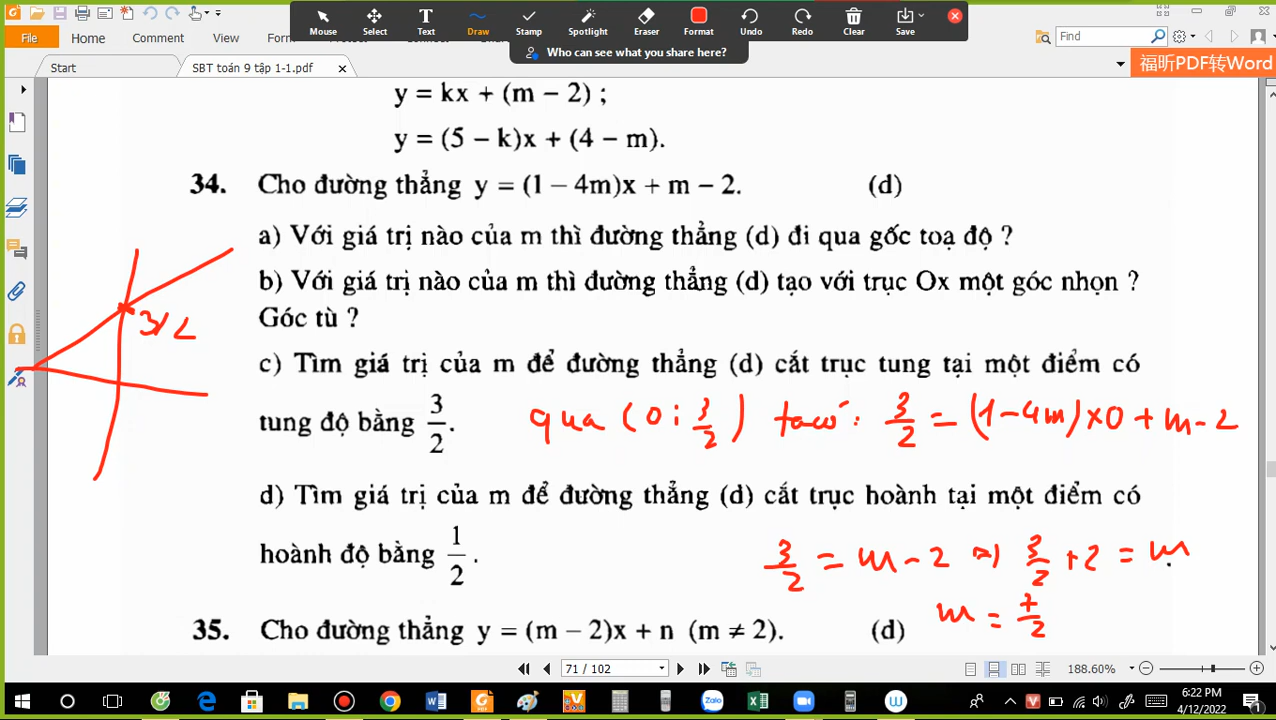 Mouse Select Text Draw Stamp Spotlight Eraser Format Undo Redo Clear Save
Who can see what you share here?
File Home Comment View Find
福昕PDF转Word
Start SBT toán 9 tập 1-1.pdf
y = kx + (m – 2) ;
y = (5 – k)x + (4 – m).
34. Cho đường thẳng y = (1 – 4m)x + m – 2. (d)
a) Với giá trị nào của m thì đường thẳng (d) đi qua gốc toạ độ ?
b) Với giá trị nào của m thì đường thẳng (d) tạo với trục Ox một góc nhọn ?
Góc tù ?
3/2
c) Tìm giá trị của m để đường thẳng (d) cắt trục tung tại một điểm có
tung độ bằng 3/2. qua (0; 3/2) ta có: 3/2 = (1-4m)×0 + m-2
d) Tìm giá trị của m để đường thẳng (d) cắt trục hoành tại một điểm có
hoành độ bằng 1/2. 3/2 = m-2 => 3/2 +2 = m
m = 7/2
35. Cho đường thẳng y = (m – 2)x + n (m ≠ 2). (d)
71 / 102 188.60%
Zalo
6:22 PM
4/12/2022